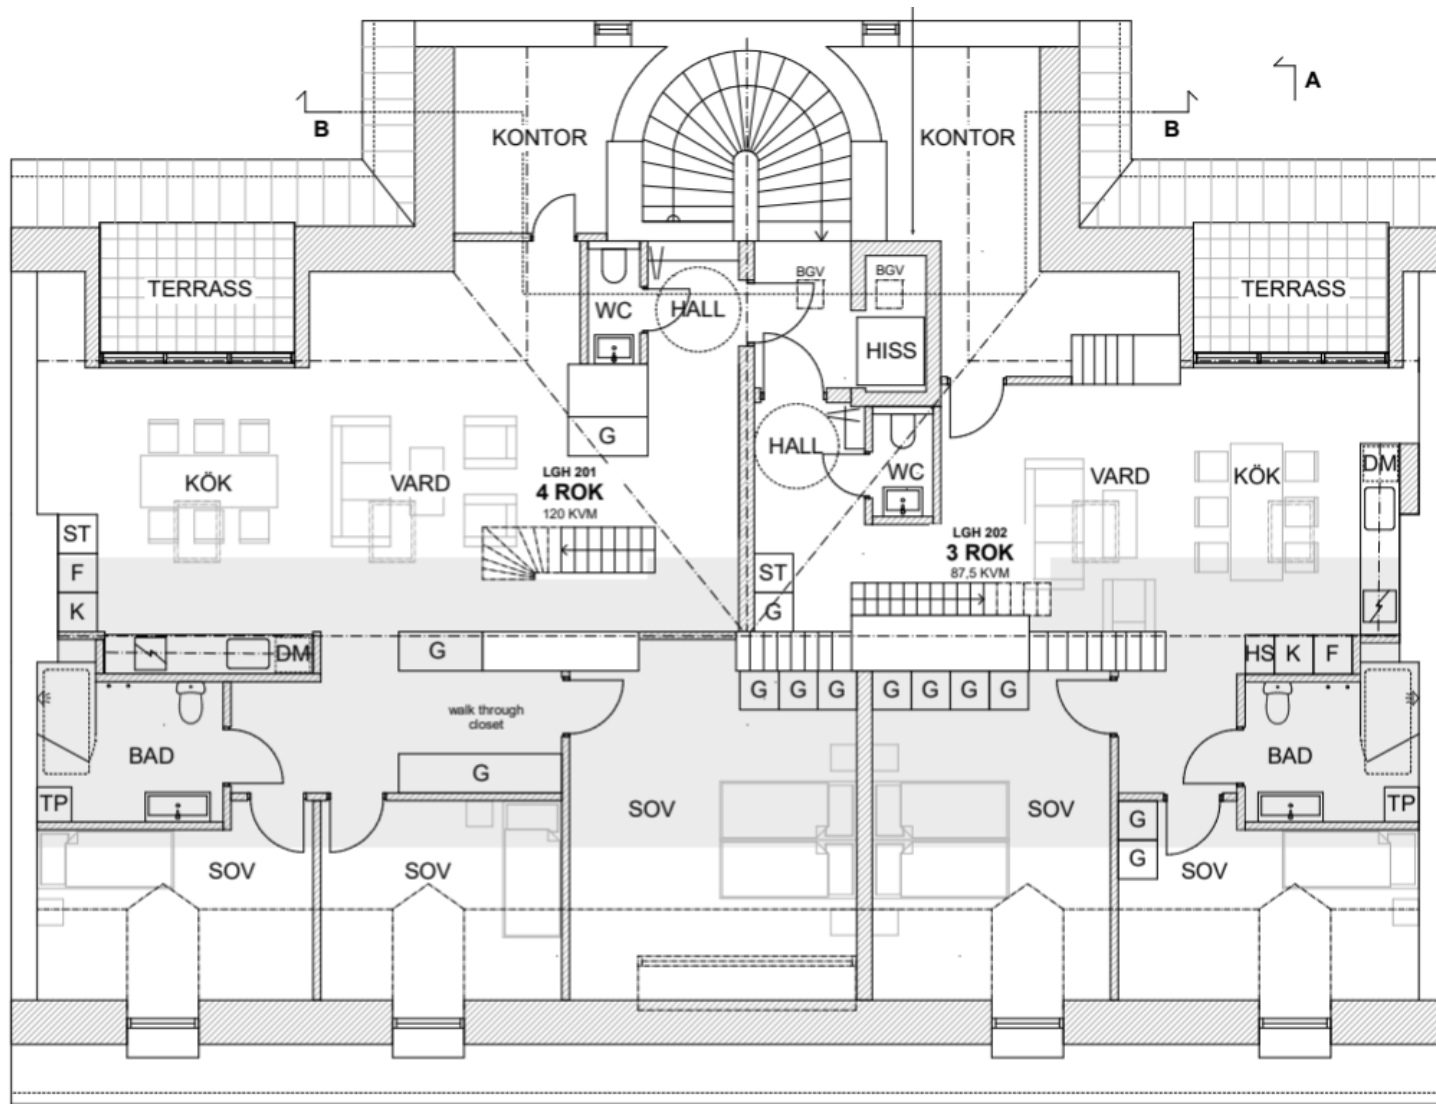 A
B
B
KONTOR
KONTOR
TERRASS
TERRASS
BGV
BGV
WC
HALL
HISS
G
HALL
WC
KÖK
VARD
LGH 201
4 ROK
120 KVM
VARD
KÖK
DM
ST
F
K
LGH 202
3 ROK
87,5 KVM
ST
G
DM
G
HS
K
F
G
G
G
G
G
G
G
walk through
closet
BAD
BAD
G
TP
SOV
SOV
TP
G
G
SOV
SOV
SOV